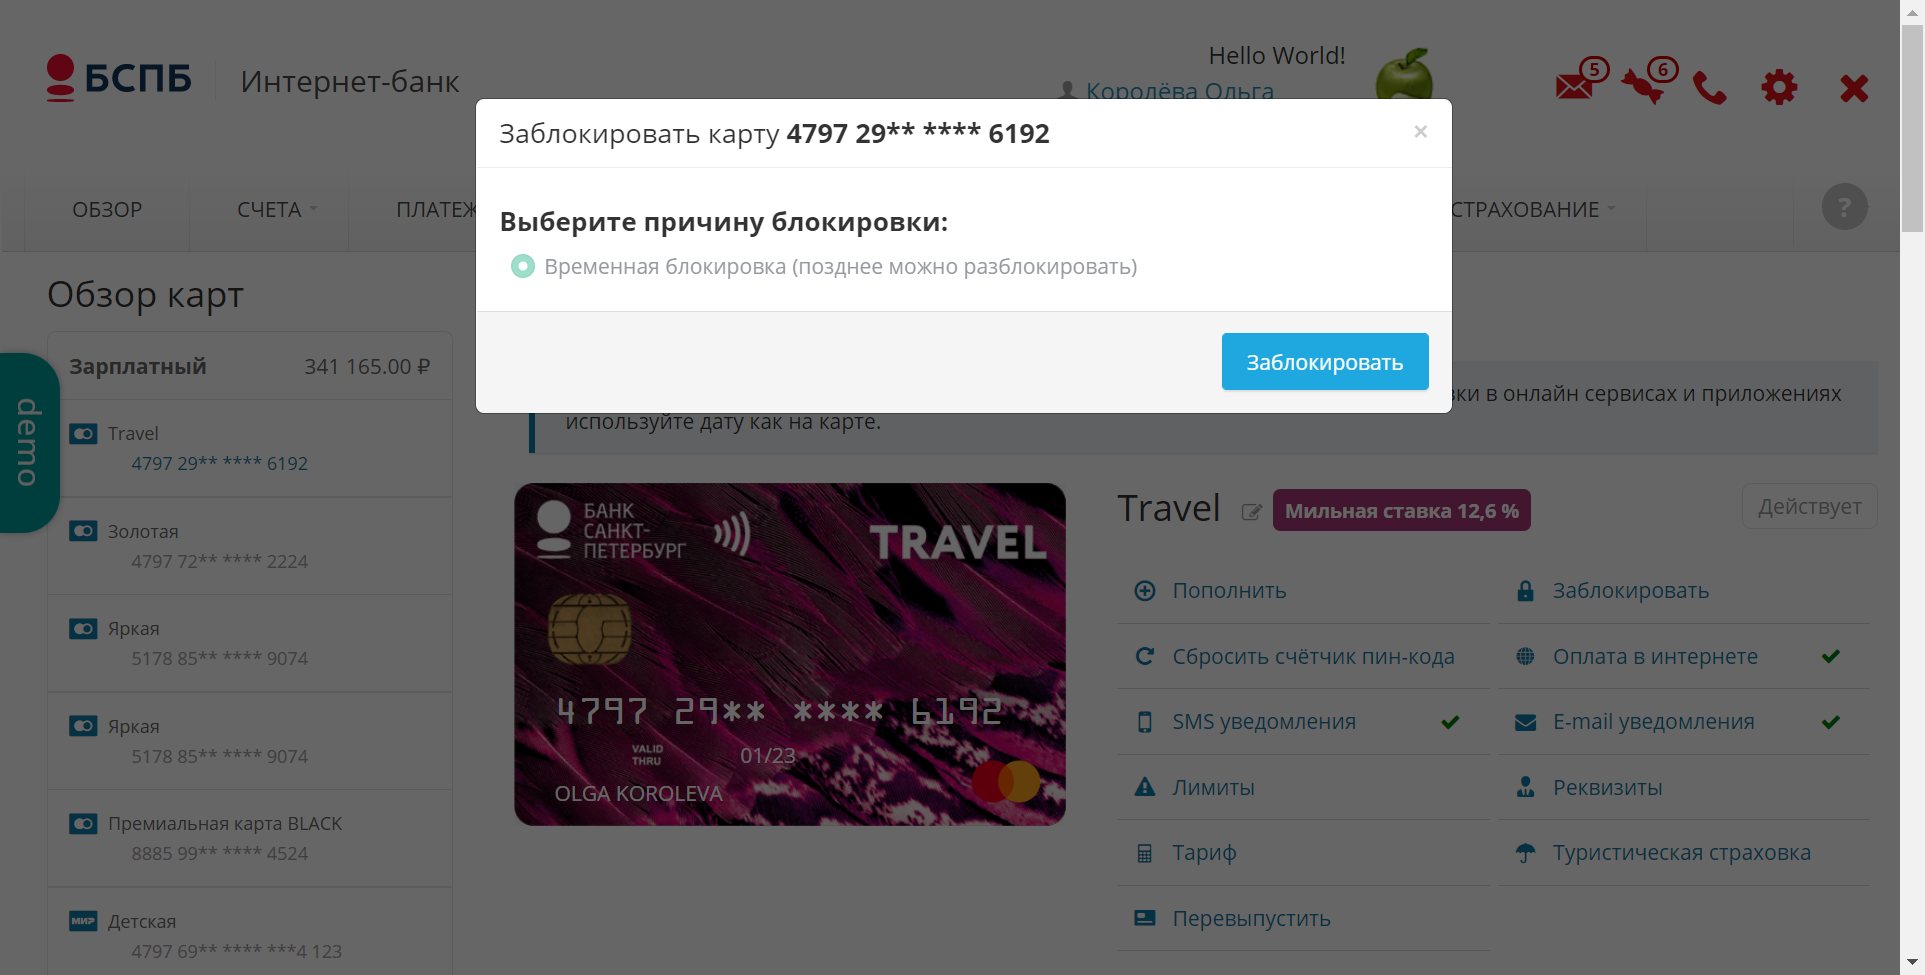 БСПБ
Интернет-банк
Hello World!
Королёва Ольга
5
6
ОБЗОР
СЧЕТА
ПЛАТЕЖ
СТРАХОВАНИЕ
?
Заблокировать карту 4797 29** **** 6192
×
Выберите причину блокировки:
Временная блокировка (позднее можно разблокировать)
Заблокировать
demo
Обзор карт
Зарплатный 341 165.00 ₽
Travel
4797 29** **** 6192
Золотая
4797 72** **** 2224
Яркая
5178 85** **** 9074
Яркая
5178 85** **** 9074
Премиальная карта BLACK
8885 99** **** 4524
МИР Детская
4797 69** **** ***4 123
ки в онлайн сервисах и приложениях
используйте дату как на карте.
БАНК
САНКТ-
ПЕТЕРБУРГ
TRAVEL
4797 29** **** 6192
VALID
THRU
01/23
OLGA KOROLEVA
Travel
Мильная ставка 12,6 %
Действует
Пополнить
Заблокировать
Сбросить счётчик пин-кода
Оплата в интернете
SMS уведомления
E-mail уведомления
Лимиты
Реквизиты
Тариф
Туристическая страховка
Перевыпустить